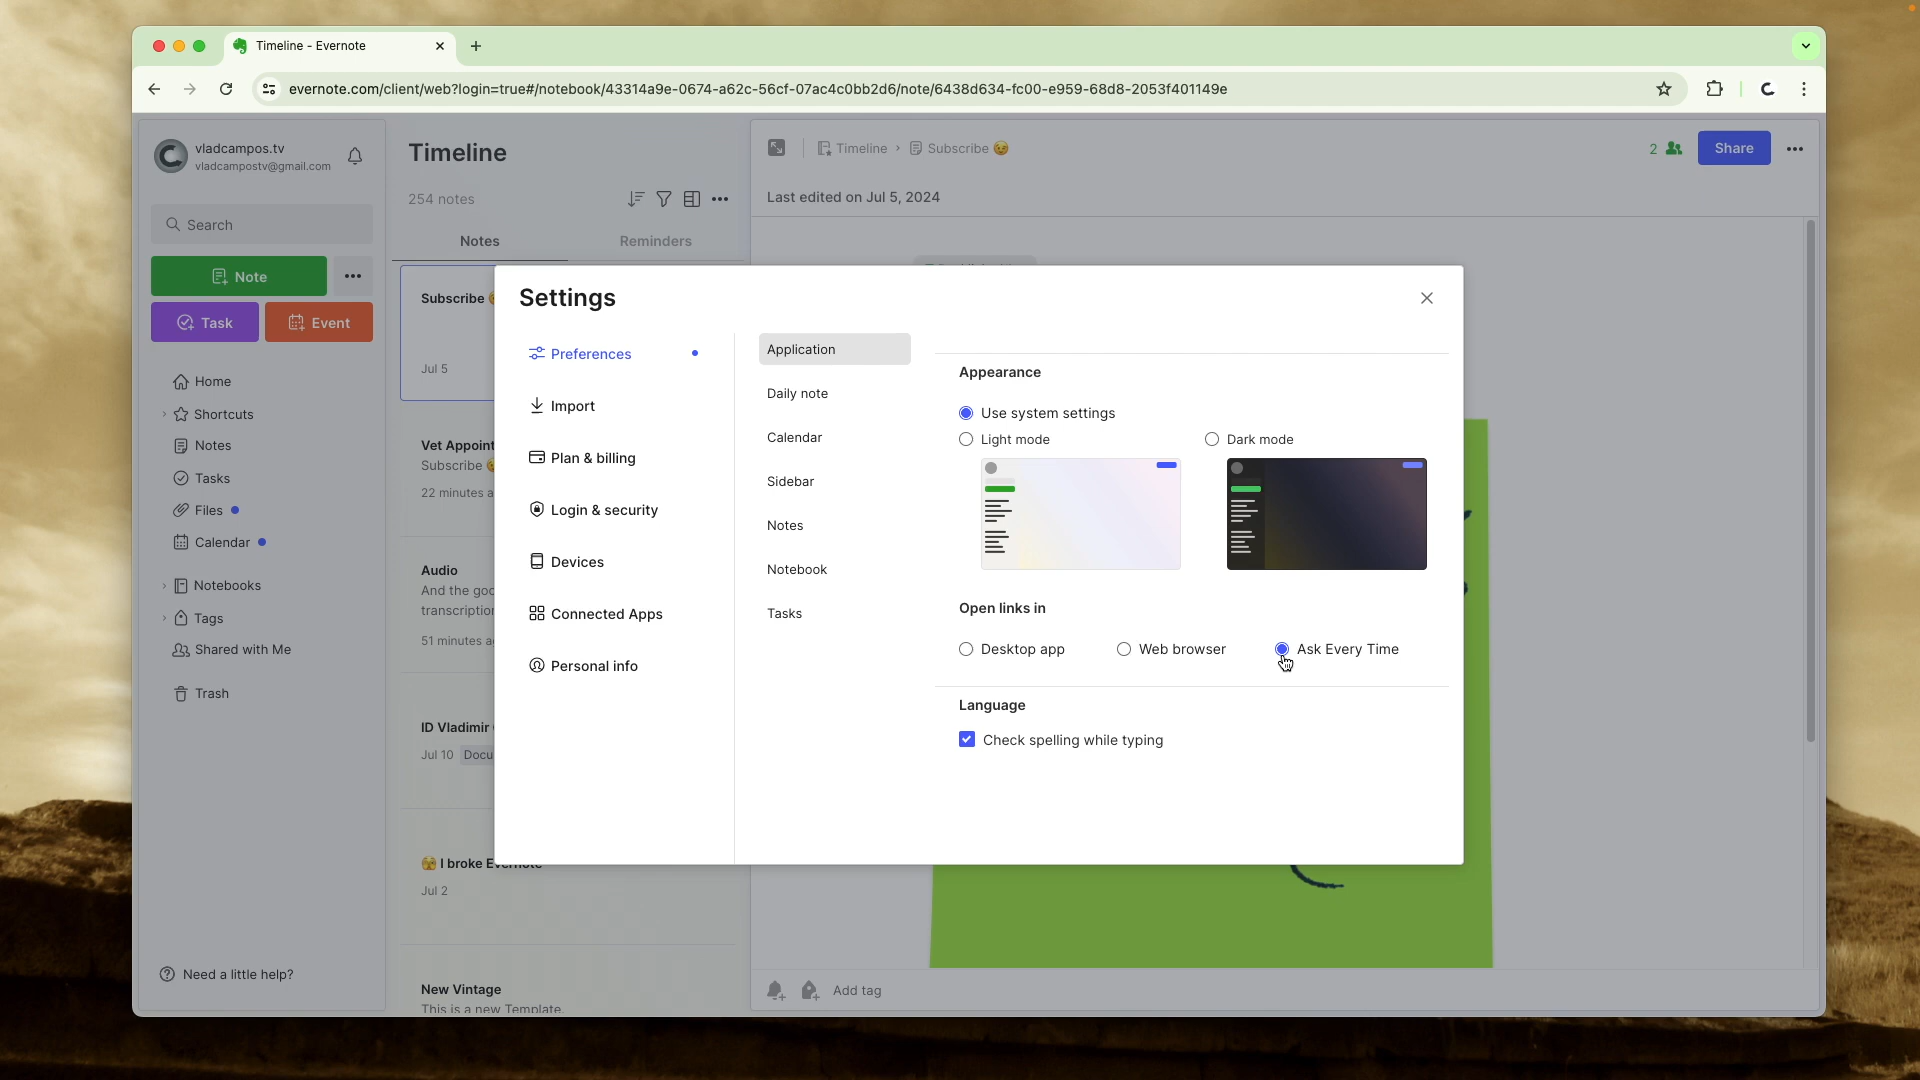 Timeline - Evernote
evernote.com/client/web?login=true#/notebook/43314a9e-0674-a62c-56cf-07ac4c0bb2d6/note/6438d634-fc00-e959-68d8-2053f401149e
vladcampos.tv
vladcampostv@gmail.com
Search
Note
Task
Event
Home
Shortcuts
Notes
Tasks
Files
Calendar
Notebooks
Tags
Shared with Me
Trash
Need a little help?
Timeline
254 notes
Notes
Reminders
Subscribe
Jul 5
Vet Appoint
Subscribe
22 minutes a
Audio
And the goo
transcription
51 minutes ag
ID Vladimir
Jul 10 Docu
I broke Evernote
Jul 2
New Vintage
This is a new Template.
Timeline › Subscribe 😉
2
Share
Last edited on Jul 5, 2024
Settings
Preferences
Import
Plan & billing
Login & security
Devices
Connected Apps
Personal info
Application
Daily note
Calendar
Sidebar
Notes
Notebook
Tasks
Appearance
Use system settings
Light mode
Dark mode
Open links in
Desktop app
Web browser
Ask Every Time
Language
Check spelling while typing
Add tag